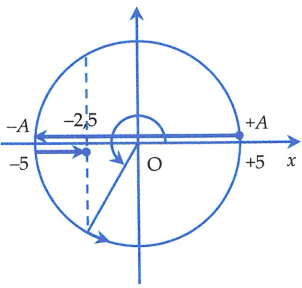 –A –2,5 +A
–5 O +5 x